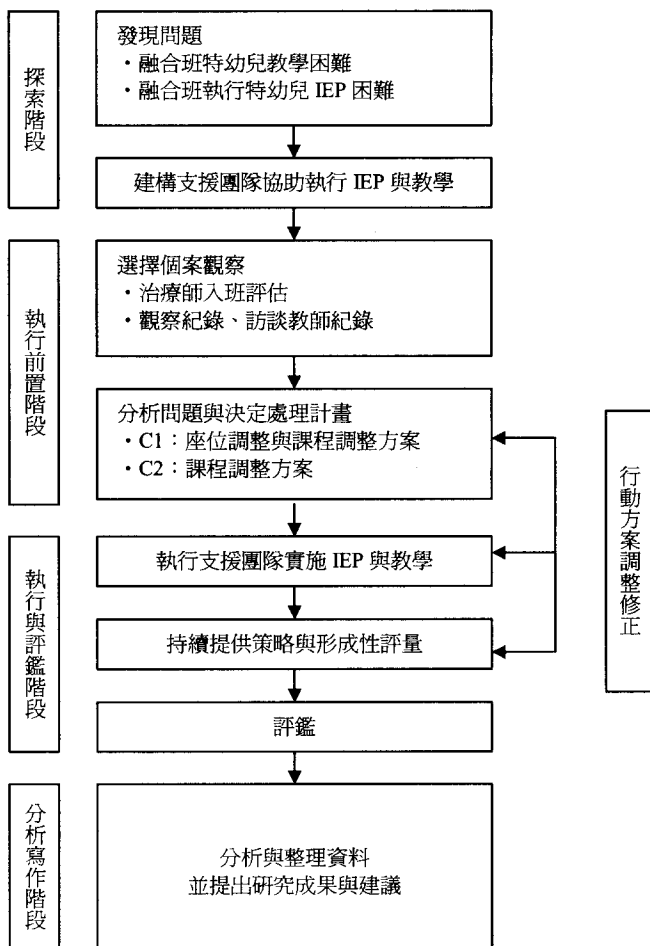 探索階段
發現問題
・融合班特幼兒教學困難
・融合班執行特幼兒 IEP 困難
建構支援團隊協助執行 IEP 與教學
執行前置階段
選擇個案觀察
・治療師入班評估
・觀察紀錄、訪談教師紀錄
分析問題與決定處理計畫
・C1：座位調整與課程調整方案
・C2：課程調整方案
行動方案調整修正
執行與評鑑階段
執行支援團隊實施 IEP 與教學
持續提供策略與形成性評量
評鑑
分析寫作階段
分析與整理資料
並提出研究成果與建議